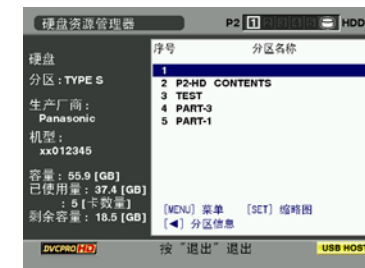 硬盘资源管理器 P2 1 HDD
硬盘
分区：TYPE S
生产厂商：
Panasonic
机型：
xx012345
容量：55.9 [GB]
已使用量：37.4 [GB]
：5 [卡数量]
剩余容量：18.5 [GB]
序号 分区名称
1
2 P2-HD CONTENTS
3 TEST
4 PART-3
5 PART-1
[MENU] 菜单 [SET] 缩略图
[◀] 分区信息
DVCPRO HD 按“退出”退出 USB HOST